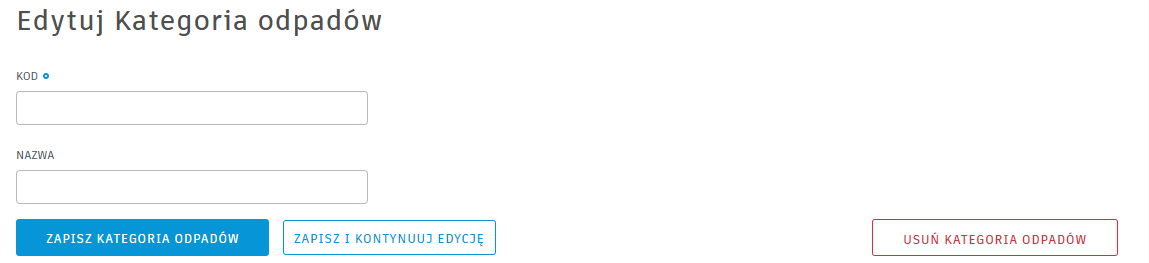 Edytuj Kategoria odpadów
KOD
NAZWA
ZAPISZ KATEGORIA ODPADÓW
ZAPISZ I KONTYNUUJ EDYCJĘ
USUŃ KATEGORIA ODPADÓW